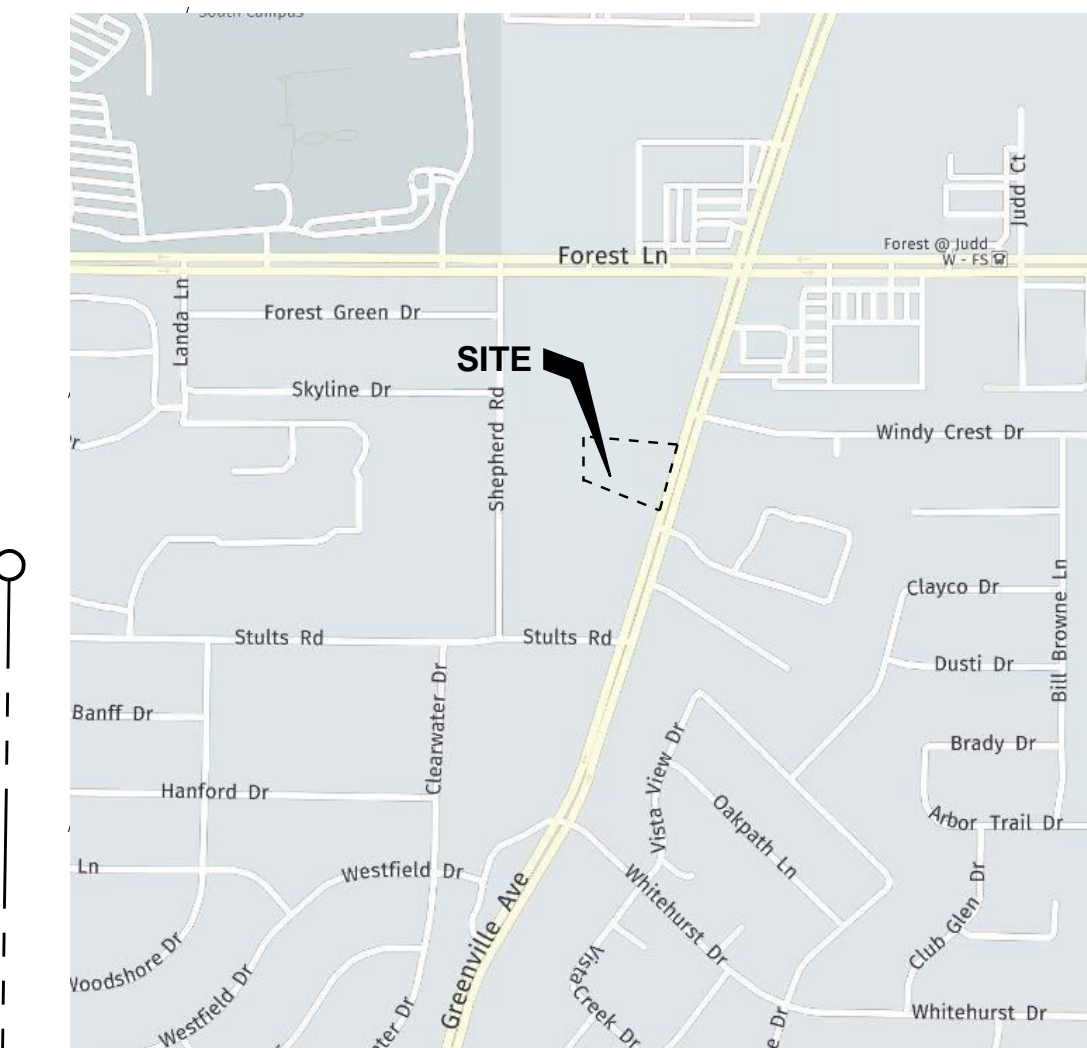 South Campus
Forest @ Judd
W - FS
Judd Ct
Forest Ln
Landa Ln
Forest Green Dr
SITE
Skyline Dr
Shepherd Rd
Windy Crest Dr
Clayco Dr
Bill Browne Ln
Stults Rd
Stults Rd
Dusti Dr
Clearwater Dr
Banff Dr
Vista View Dr
Brady Dr
Hanford Dr
Oakpath Ln
Arbor Trail Dr
Ln
Westfield Dr
Whitehurst Dr
Club Glen Dr
Greenville Ave
Woodshore Dr
Vista Creek Dr
Westfield Dr
Whitehurst Dr